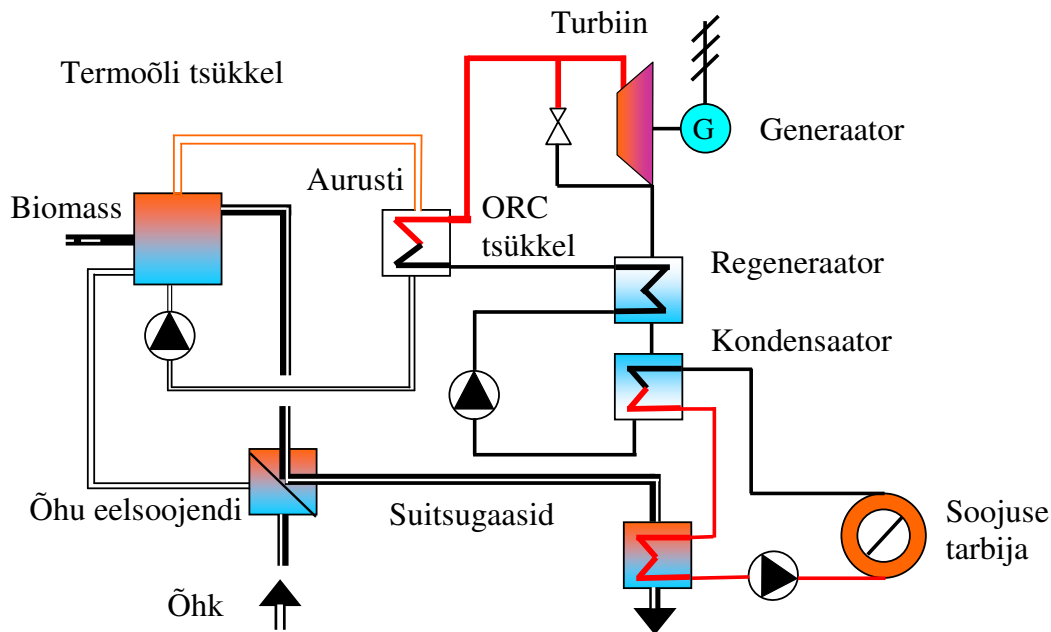 Turbiin
Termoõli tsükkel
G
Generaator
Aurusti
Biomass
ORC
tsükkel
Regeneraator
Kondensaator
Õhu eelsoojendi
Suitsugaasid
Soojuse
tarbija
Õhk